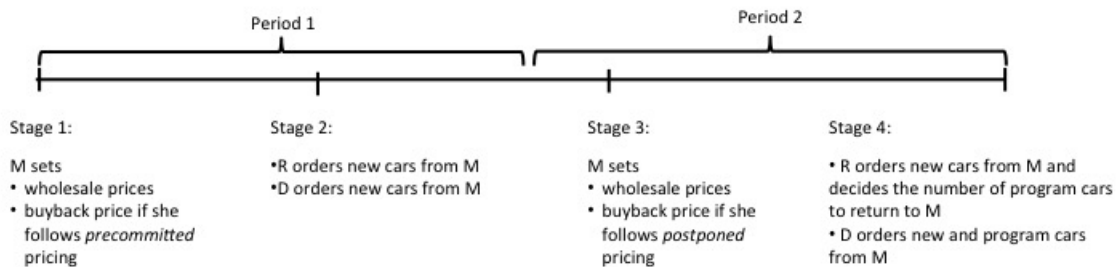 Period 1
Period 2
Stage 1:
M sets
• wholesale prices
• buyback price if she
follows precommitted
pricing
Stage 2:
•R orders new cars from M
•D orders new cars from M
Stage 3:
M sets
• wholesale prices
• buyback price if she
follows postponed
pricing
Stage 4:
• R orders new cars from M and
decides the number of program cars
to return to M
• D orders new and program cars
from M